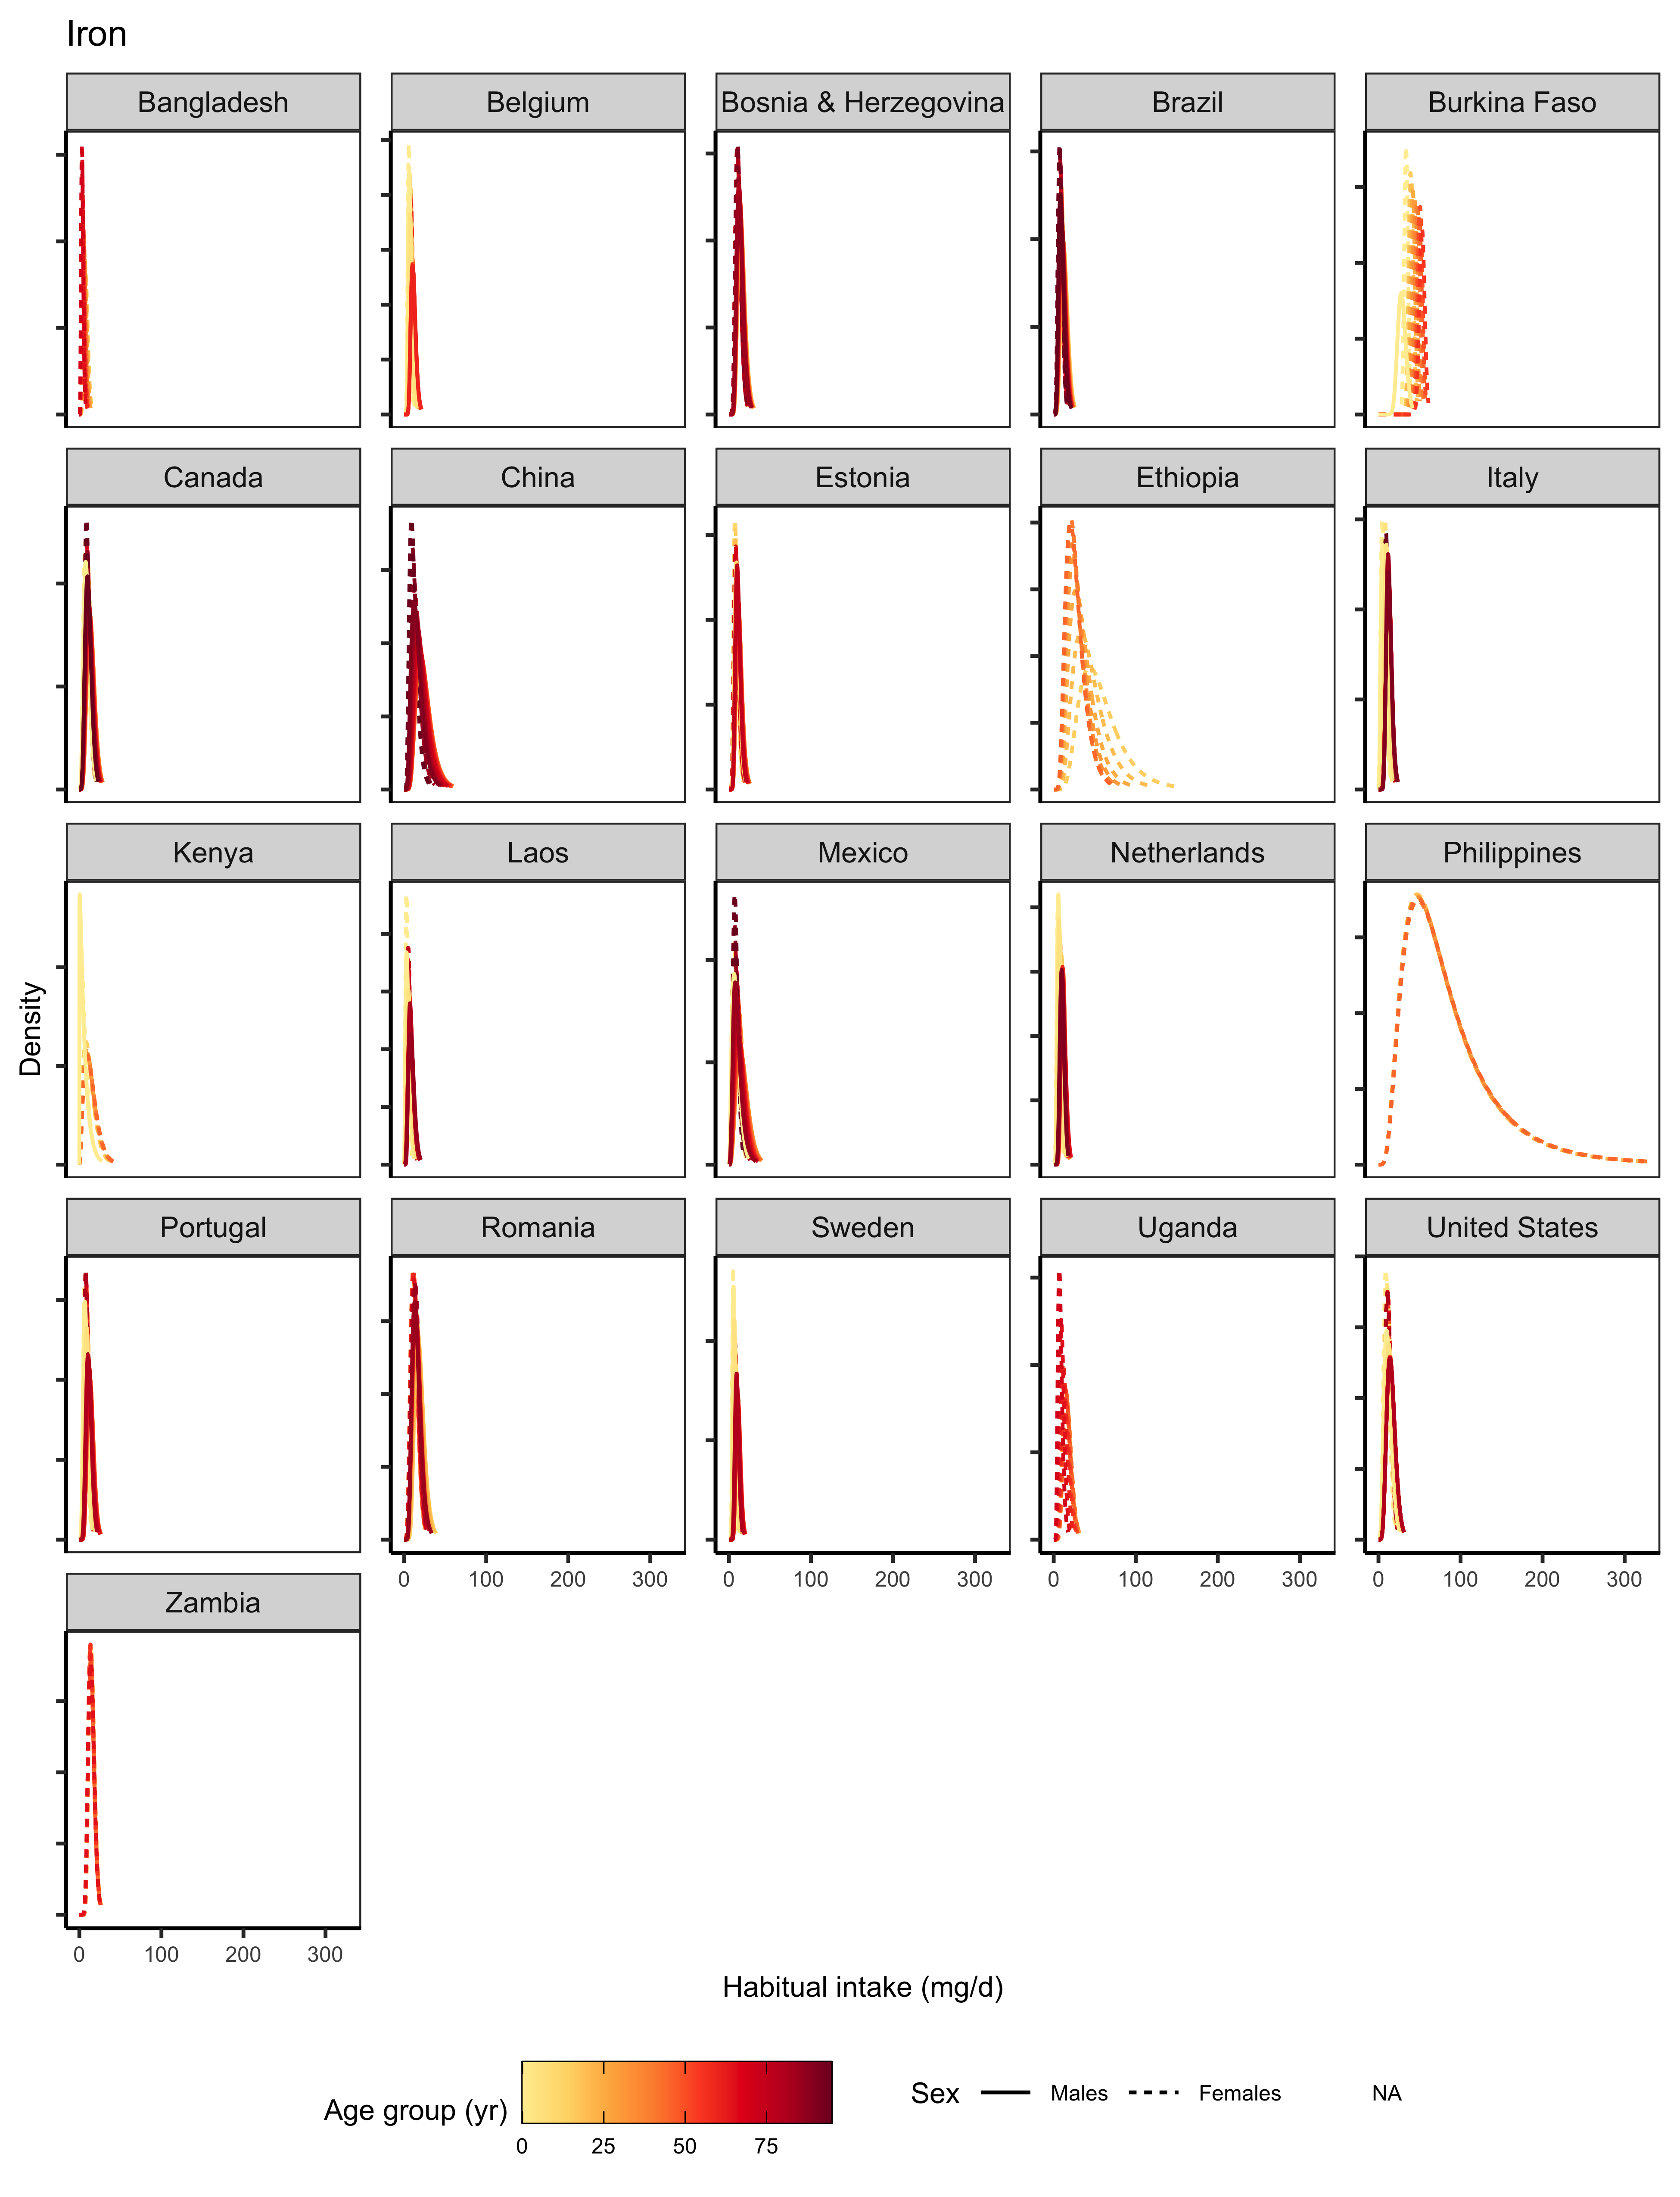 Iron
Bangladesh Belgium Bosnia & Herzegovina Brazil Burkina Faso
Canada China Estonia Ethiopia Italy
Kenya Laos Mexico Netherlands Philippines
Density
Portugal Romania Sweden Uganda United States
0 100 200 300 0 100 200 300 0 100 200 300 0 100 200 300
Zambia
0 100 200 300
Habitual intake (mg/d)
Age group (yr) Sex Males Females NA
0 25 50 75